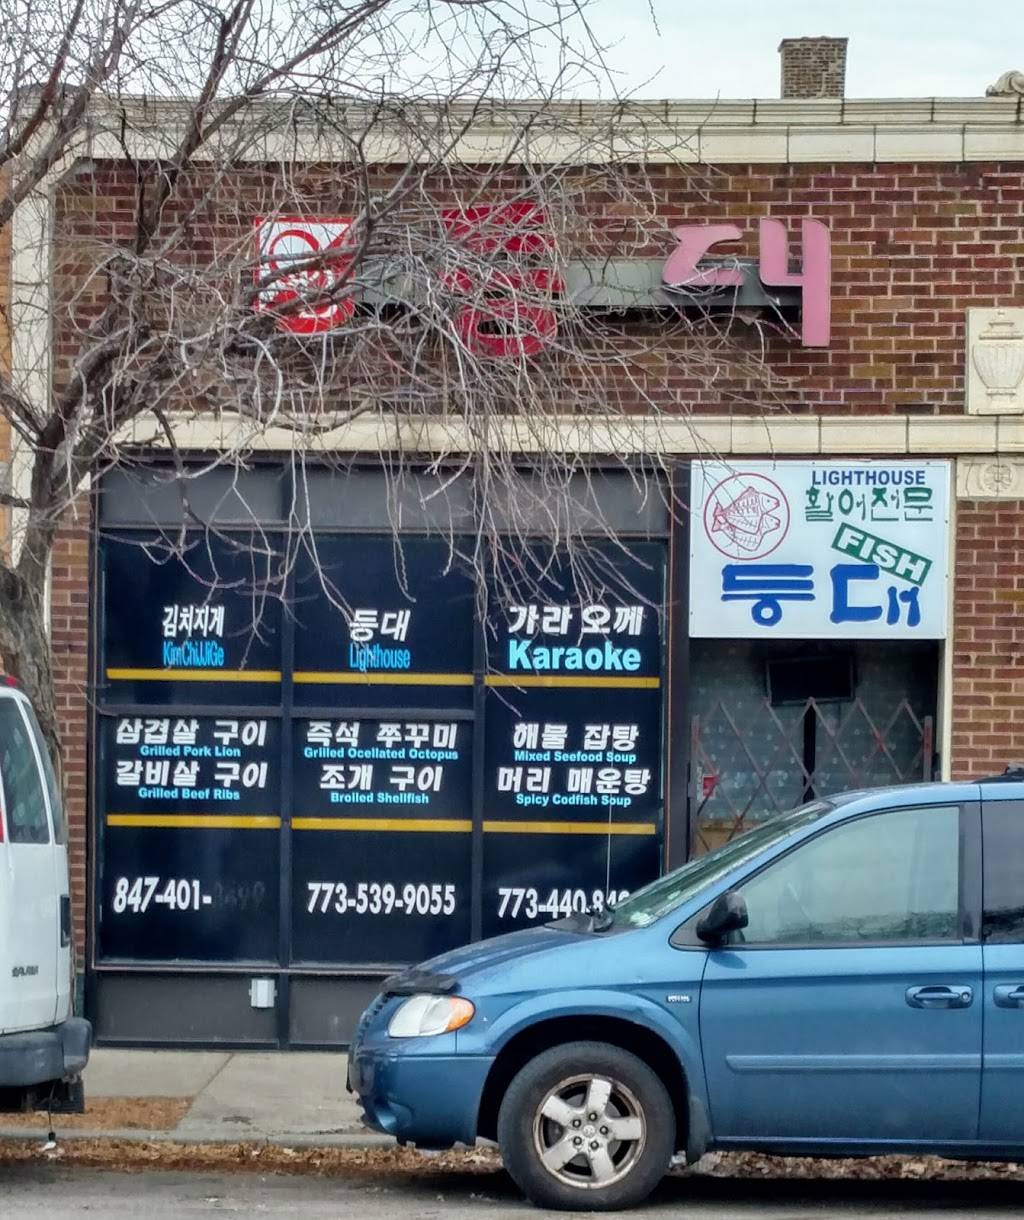 등대
LIGHTHOUSE
활어전문
FISH
등대
김치지게
KimChiJJiGe
등대
Lighthouse
가라오께
Karaoke
삼겹살 구이
Grilled Pork Lion
갈비살 구이
Grilled Beef Ribs
즉석 쭈꾸미
Grilled Ocellated Octopus
조개 구이
Broiled Shellfish
해물 잡탕
Mixed Seefood Soup
머리 매운탕
Spicy Codfish Soup
847-401-
773-539-9055
773-440-